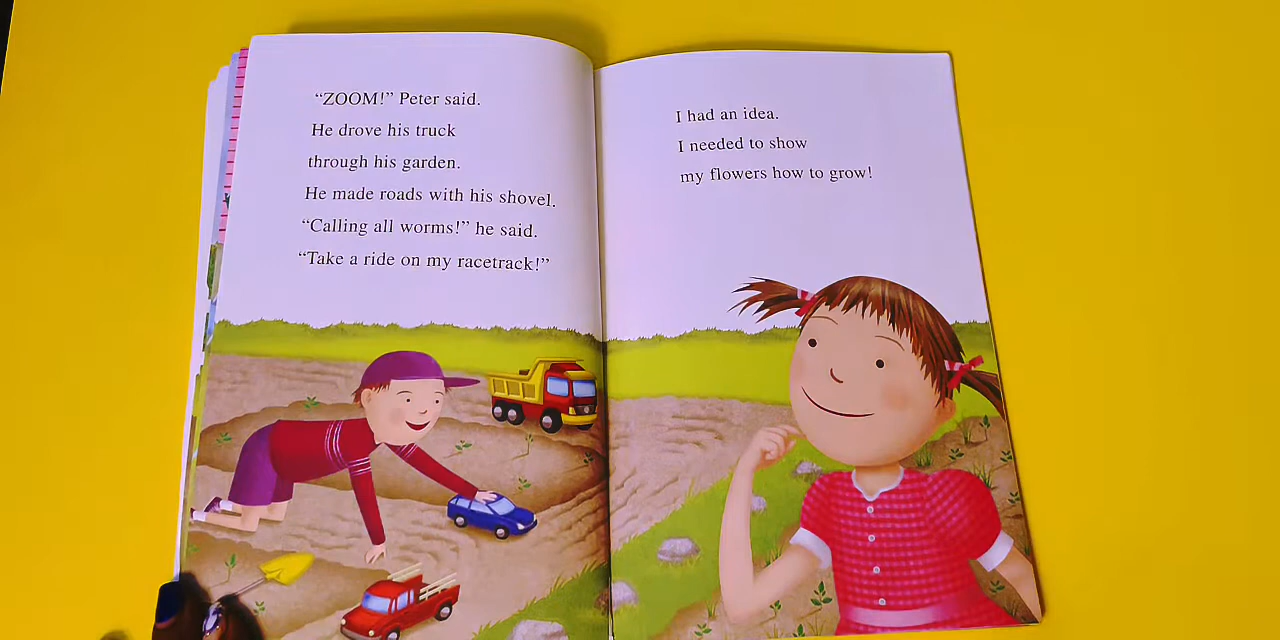 “ZOOM!” Peter said.
He drove his truck
through his garden.
He made roads with his shovel.
“Calling all worms!” he said.
“Take a ride on my racetrack!”
I had an idea.
I needed to show
my flowers how to grow!